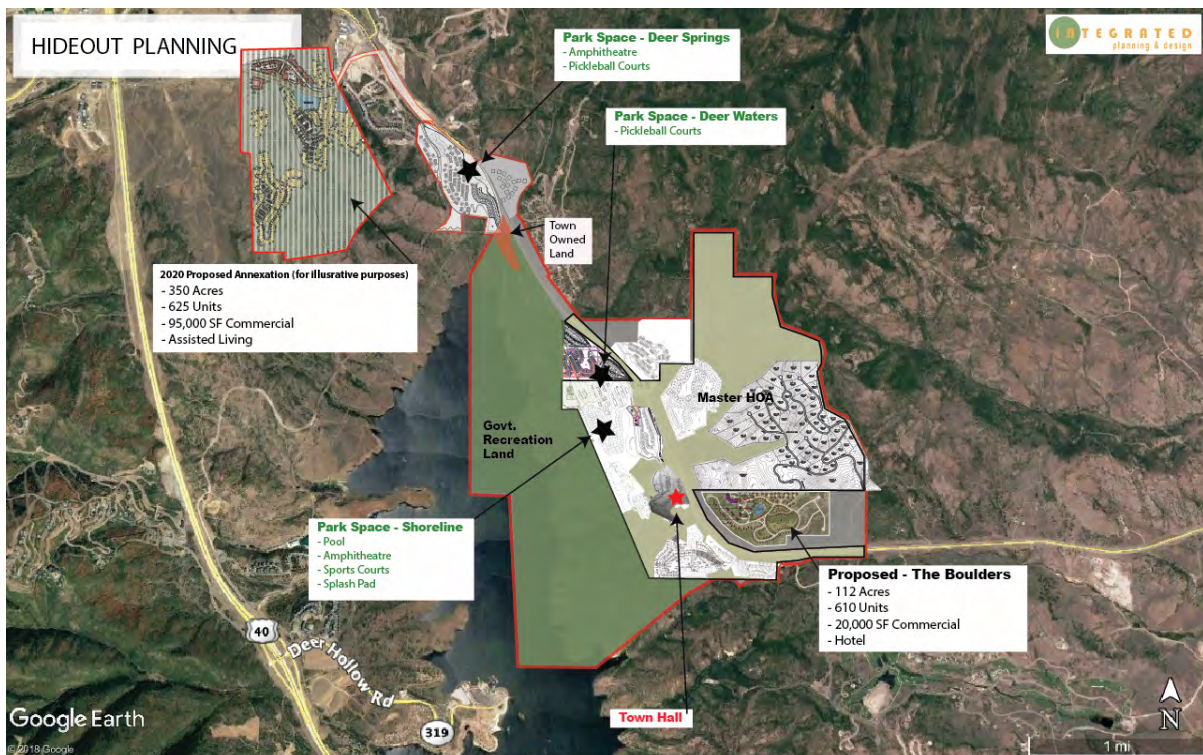 HIDEOUT PLANNING
INTEGRATED
planning & design
Park Space - Deer Springs
- Amphitheatre
- Pickleball Courts
Park Space - Deer Waters
- Pickleball Courts
Town
Owned
Land
2020 Proposed Annexation (for illusrative purposes)
- 350 Acres
- 625 Units
- 95,000 SF Commercial
- Assisted Living
Master HOA
Govt.
Recreation
Land
Park Space - Shoreline
- Pool
- Amphitheatre
- Sports Courts
- Splash Pad
Proposed - The Boulders
- 112 Acres
- 610 Units
- 20,000 SF Commercial
- Hotel
40
Deer Hollow Rd
319
Town Hall
Google Earth
© 2018 Google
N
1 mi